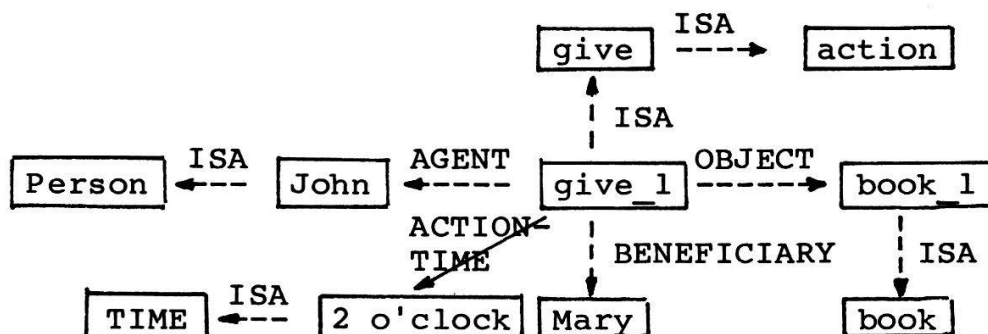 ISA
give action
ISA
ISA AGENT OBJECT
Person John give_1 book_1
ACTION-
TIME BENEFICIARY ISA
ISA
TIME 2 o'clock Mary book